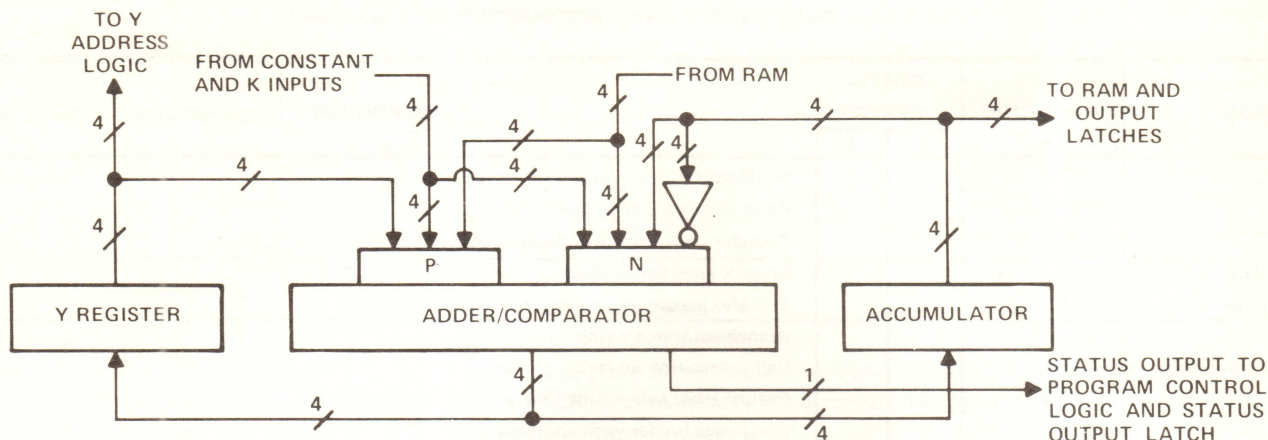 TO Y
ADDRESS
LOGIC
FROM CONSTANT
AND K INPUTS
FROM RAM
TO RAM AND
OUTPUT
LATCHES
4
4
4
4
4
4
4
4
4
4
4
4
4
4
P
N
Y REGISTER
ADDER/COMPARATOR
ACCUMULATOR
4
4
4
1
STATUS OUTPUT TO
PROGRAM CONTROL
LOGIC AND STATUS
OUTPUT LATCH